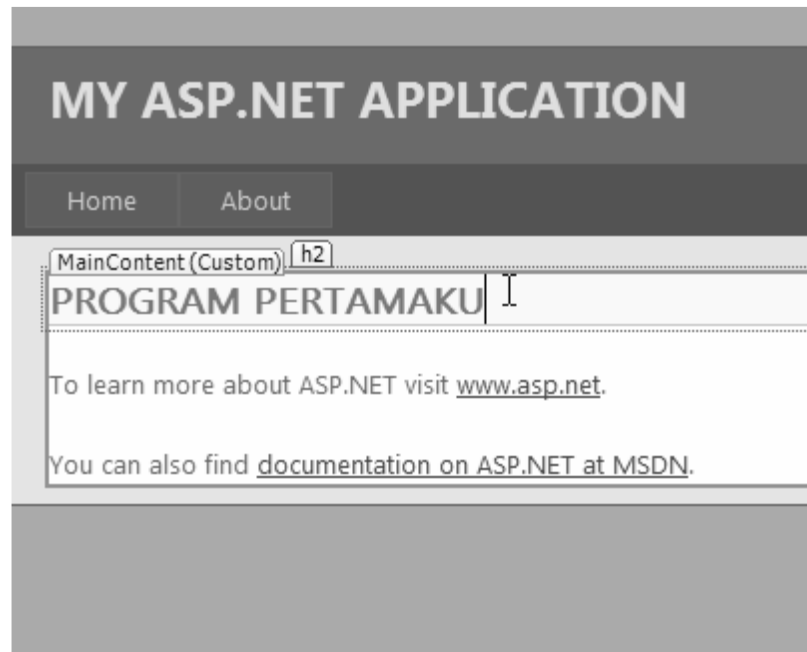 MY ASP.NET APPLICATION
Home About
MainContent (Custom) h2
PROGRAM PERTAMAKU
To learn more about ASP.NET visit www.asp.net.
You can also find documentation on ASP.NET at MSDN.